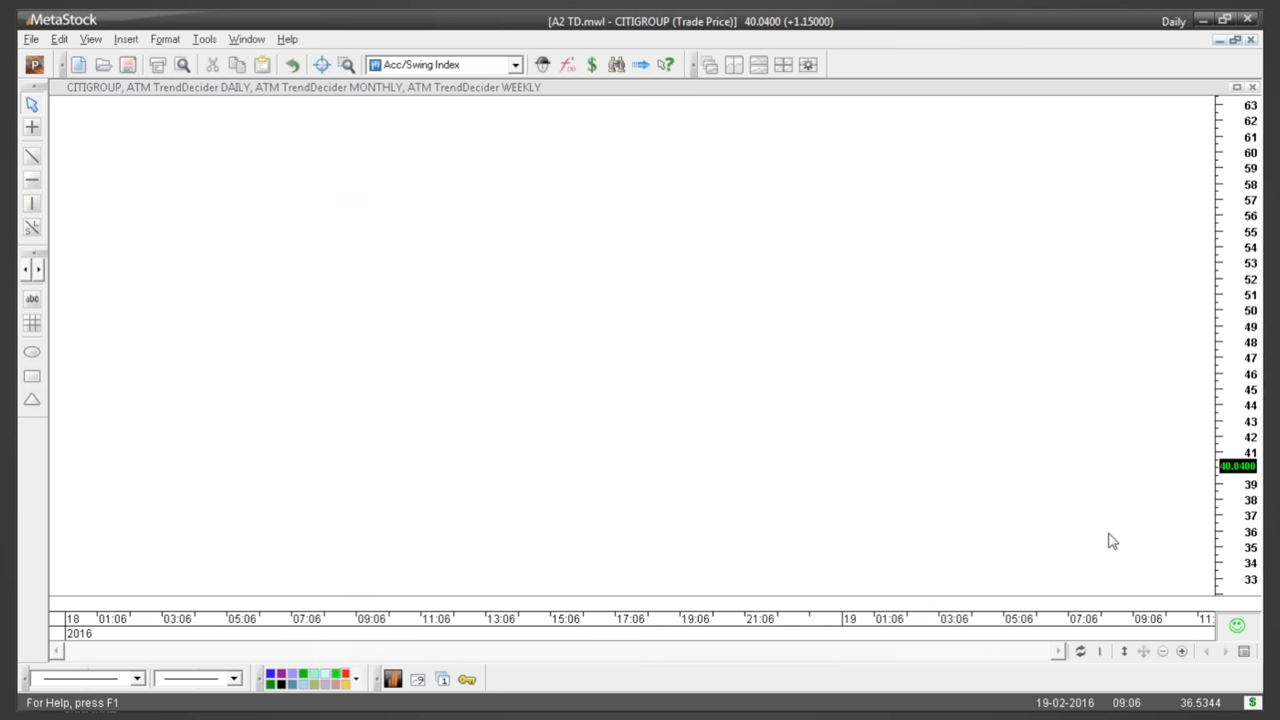 MetaStock
[A2 TD.mwl - CITIGROUP (Trade Price)] 40.0400 (+1.15000)
Daily
File Edit View Insert Format Tools Window Help
P
Acc/Swing Index
CITIGROUP, ATM TrendDecider DAILY, ATM TrendDecider MONTHLY, ATM TrendDecider WEEKLY
63
62
61
60
59
58
57
56
55
54
53
52
51
50
49
48
47
46
45
44
43
42
41
40.0400
39
38
37
36
35
34
33
abc
18 01:06 03:06 05:06 07:06 09:06 11:06 13:06 15:06 17:06 19:06 21:06 19 01:06 03:06 05:06 07:06 09:06 11:
2016
For Help, press F1
19-02-2016 09:06 36.5344 $